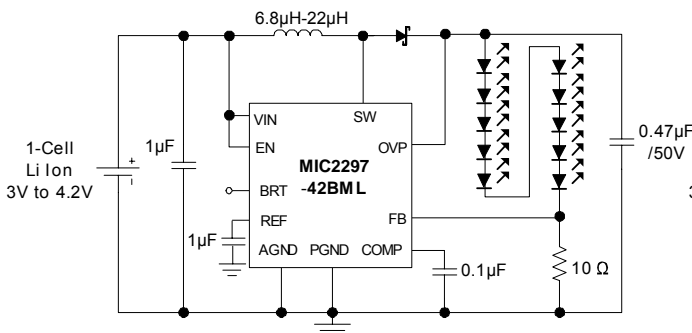 6.8µH-22µH
VIN
SW
EN
OVP
1µF
1-Cell
Li Ion
3V to 4.2V
+
-
MIC2297
-42BML
0.47µF
/50V
BRT
REF
FB
1µF
AGND
PGND
COMP
0.1µF
10 Ω
3